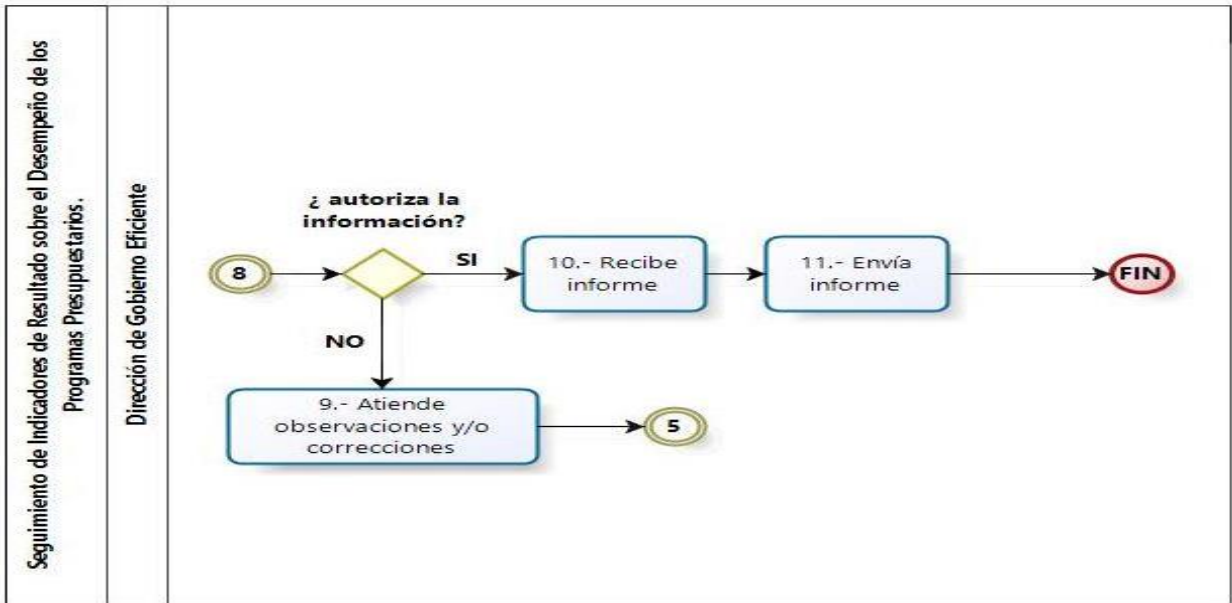 Seguimiento de Indicadores de Resultado sobre el Desempeño de los
Programas Presupuestarios.
Dirección de Gobierno Eficiente
¿ autoriza la
información?
8
SI
10.- Recibe
informe
11.- Envía
informe
FIN
NO
9.- Atiende
observaciones y/o
correcciones
5